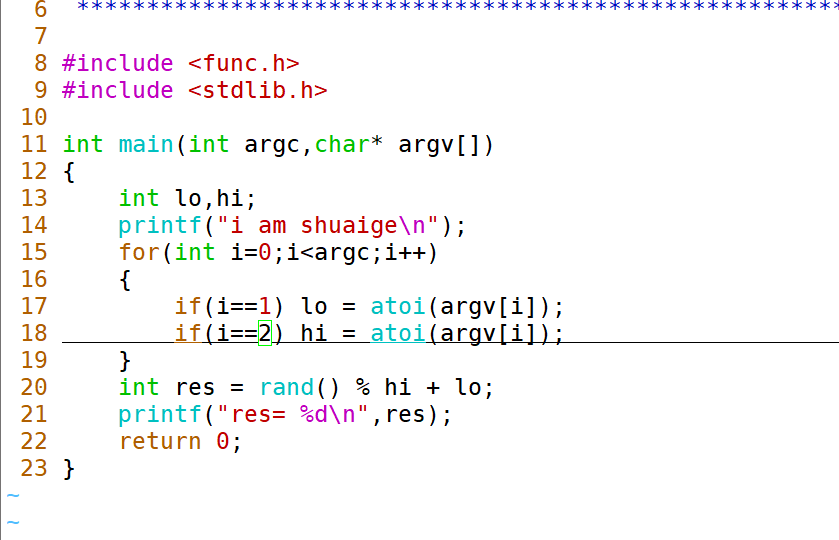 6  ******************************************************
7
8 #include <func.h>
9 #include <stdlib.h>
10
11 int main(int argc,char* argv[])
12 {
13     int lo,hi;
14     printf("i am shuaige\n");
15     for(int i=0;i<argc;i++)
16     {
17         if(i==1) lo = atoi(argv[i]);
18         if(i==2) hi = atoi(argv[i]);
19     }
20     int res = rand() % hi + lo;
21     printf("res= %d\n",res);
22     return 0;
23 }
~
~